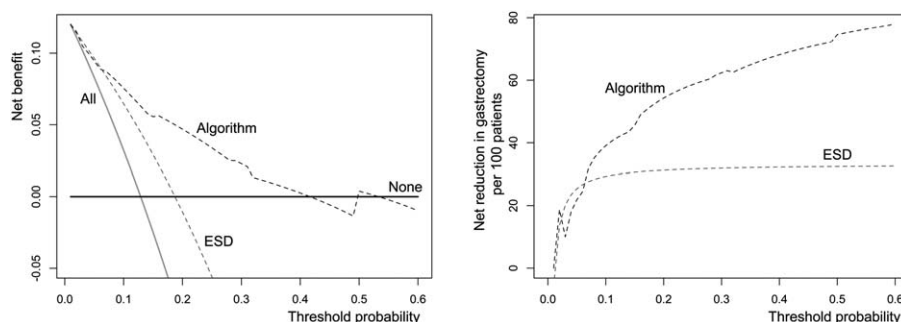 Net benefit
0.10
0.05
0.00
-0.05
All
Algorithm
None
ESD
0.0 0.1 0.2 0.3 0.4 0.5 0.6
Threshold probability
Net reduction in gastrectomy
per 100 patients
80
60
40
20
0
Algorithm
ESD
0.0 0.1 0.2 0.3 0.4 0.5 0.6
Threshold probability